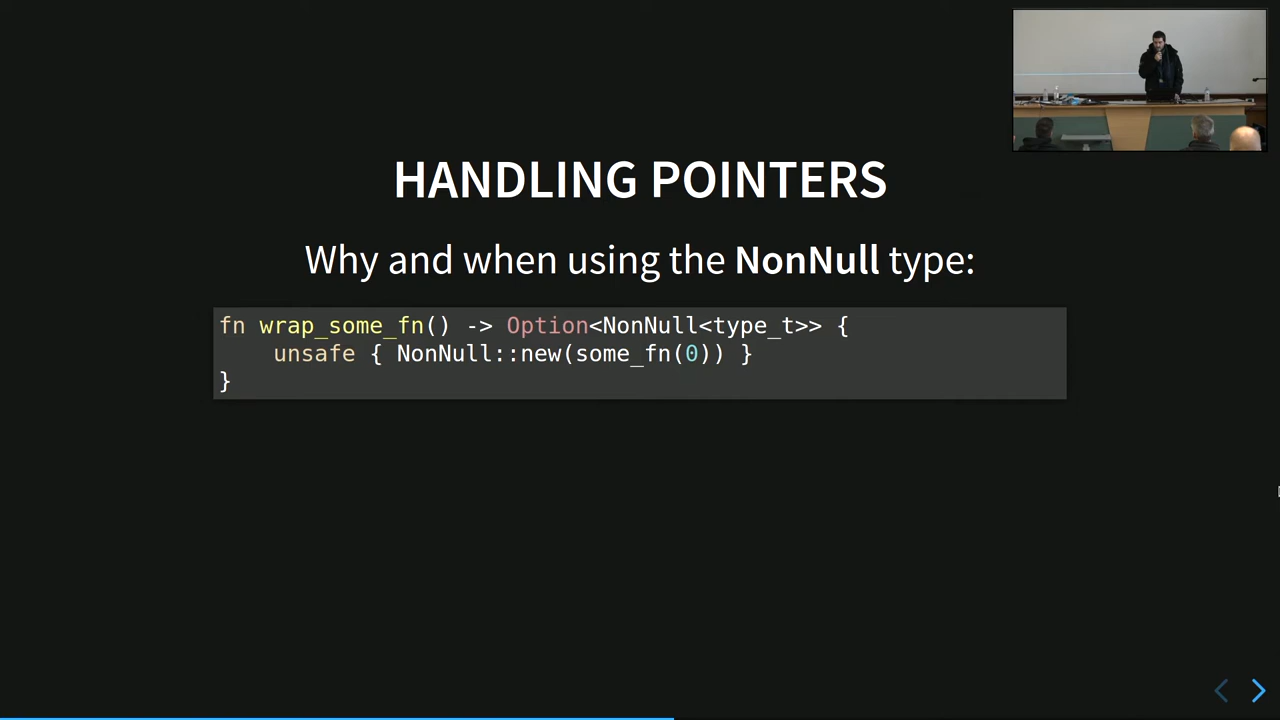 HANDLING POINTERS
Why and when using the NonNull type:
fn wrap_some_fn() -> Option<NonNull<type_t>> {
    unsafe { NonNull::new(some_fn(0)) }
}